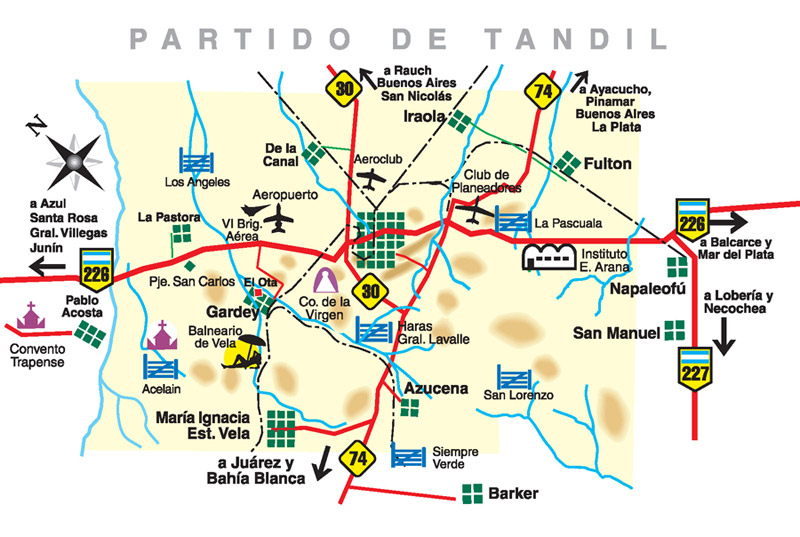 PARTIDO DE TANDIL
30
a Rauch
Buenos Aires
San Nicolás
74
a Ayacucho,
Pinamar
Buenos Aires
La Plata
Iraola
N
De la
Canal
Aeroclub
Fulton
Club de
Planeadores
Los Angeles
a Azul
Santa Rosa
Gral. Villegas
Junín
Aeropuerto
La Pastora
VI Brig.
Aérea
La Pascuala
226
a Balcarce y
Mar del Plata
226
Instituto
E. Arana
Pje. San Carlos
El Ota
Co. de la
Virgen
30
Napaleofú
Gardey
Pablo
Acosta
a Lobería y
Necochea
Convento
Trapense
Balneario
de Vela
Haras
Gral. Lavalle
San Manuel
227
Acelain
Azucena
San Lorenzo
María Ignacia
Est. Vela
a Juárez y
Bahía Blanca
74
Siempre
Verde
Barker